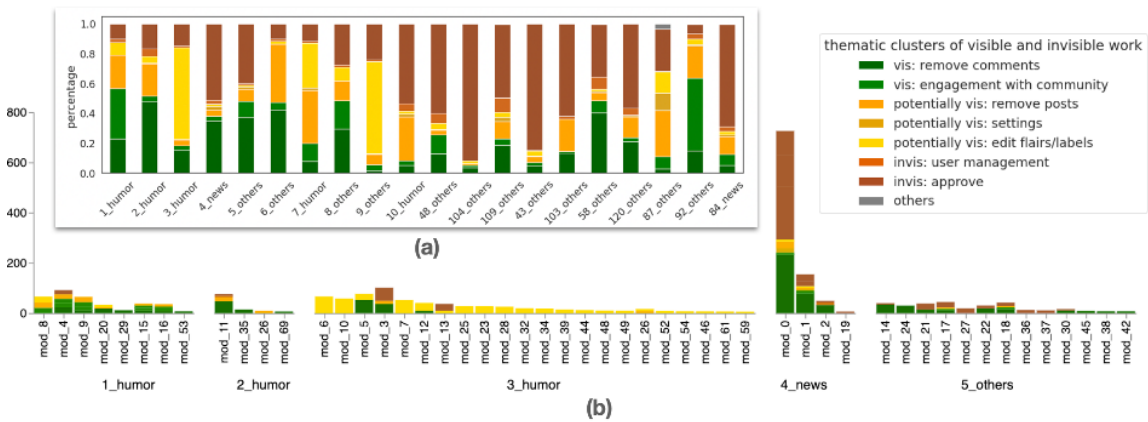 1.0
0.8
0.6
0.4
0.2
0.0
percentage
1_humor
2_humor
3_humor
4_news
5_others
6_others
7_humor
8_others
9_others
10_humor
48_others
104_others
109_others
43_others
103_others
58_others
120_others
87_others
92_others
84_news
(a)
thematic clusters of visible and invisible work
vis: remove comments
vis: engagement with community
potentially vis: remove posts
potentially vis: settings
potentially vis: edit flairs/labels
invis: user management
invis: approve
others
800
600
400
200
0
mod_8
mod_4
mod_9
mod_20
mod_29
mod_15
mod_16
mod_53
mod_11
mod_35
mod_26
mod_69
mod_6
mod_10
mod_5
mod_3
mod_7
mod_12
mod_13
mod_25
mod_23
mod_28
mod_32
mod_34
mod_39
mod_44
mod_48
mod_49
mod_26
mod_52
mod_54
mod_46
mod_61
mod_59
mod_0
mod_1
mod_2
mod_19
mod_14
mod_24
mod_21
mod_17
mod_27
mod_22
mod_18
mod_36
mod_37
mod_30
mod_45
mod_38
mod_42
1_humor
2_humor
3_humor
4_news
5_others
(b)